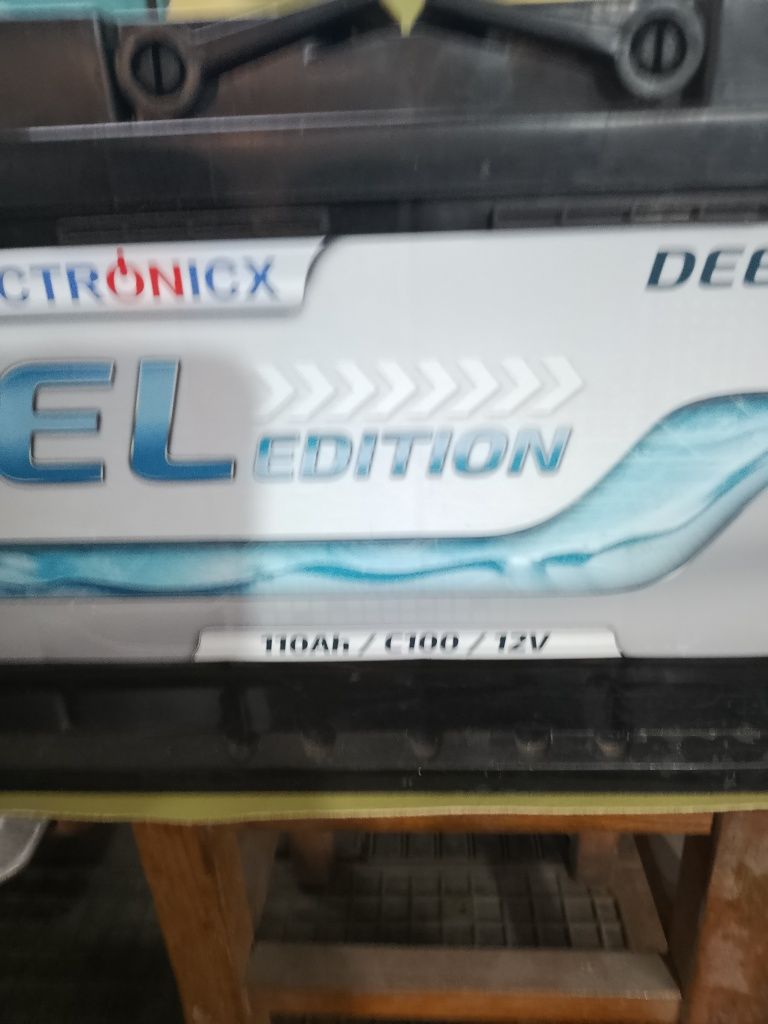 CTRONICX
DEE
EL
EDITION
110Ah / C100 / 12V